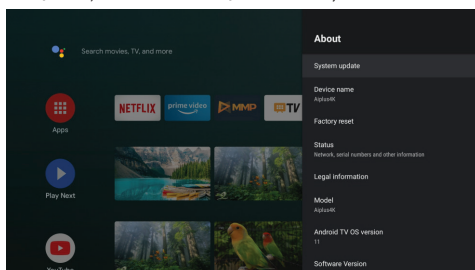 Search movies, TV, and more
Apps
NETFLIX
prime video
MMP
TV
Play Next
YouTube
About
System update
Device name
Aiplus4K
Factory reset
Status
Network, serial numbers and other information
Legal information
Model
Aiplus4K
Android TV OS version
11
Software Version